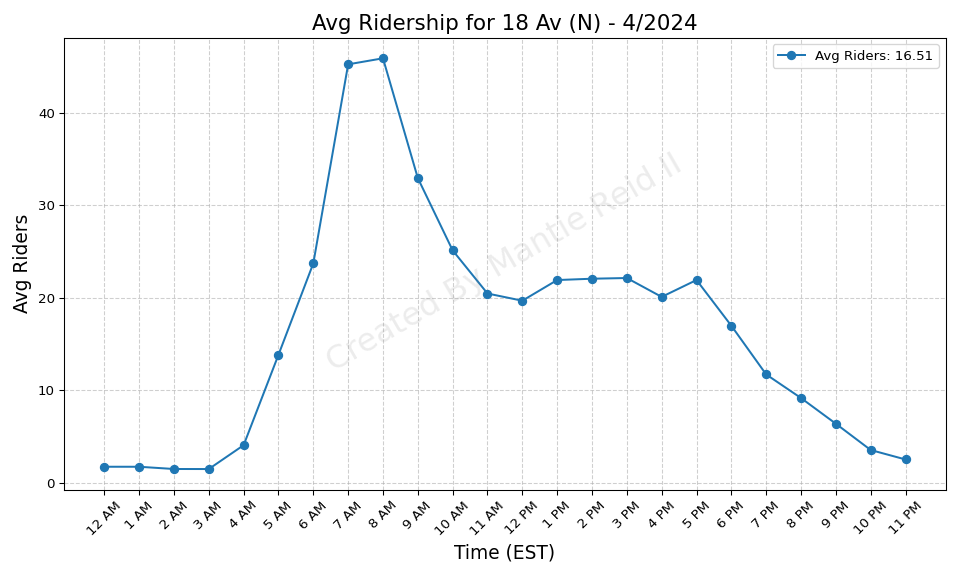 Avg Ridership for 18 Av (N) - 4/2024
Avg Riders: 16.51
40
30
20
10
0
Avg Riders
Created By Mantie Reid II
12 AM
1 AM
2 AM
3 AM
4 AM
5 AM
6 AM
7 AM
8 AM
9 AM
10 AM
11 AM
12 PM
1 PM
2 PM
3 PM
4 PM
5 PM
6 PM
7 PM
8 PM
9 PM
10 PM
11 PM
Time (EST)